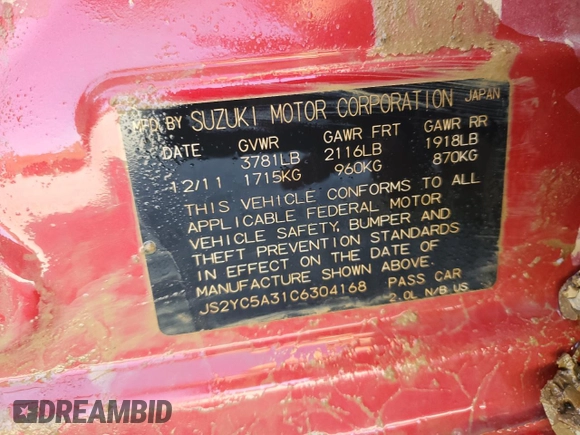 MFD BY SUZUKI MOTOR CORPORATION JAPAN
DATE GVWR GAWR FRT GAWR RR
3781LB 2116LB 1918LB
12/11 1715KG 960KG 870KG
THIS VEHICLE CONFORMS TO ALL
APPLICABLE FEDERAL MOTOR
VEHICLE SAFETY, BUMPER AND
THEFT PREVENTION STANDARDS
IN EFFECT ON THE DATE OF
MANUFACTURE SHOWN ABOVE.
JS2YC5A31C6304168 PASS CAR
2.0L N/B US
DREAMBID